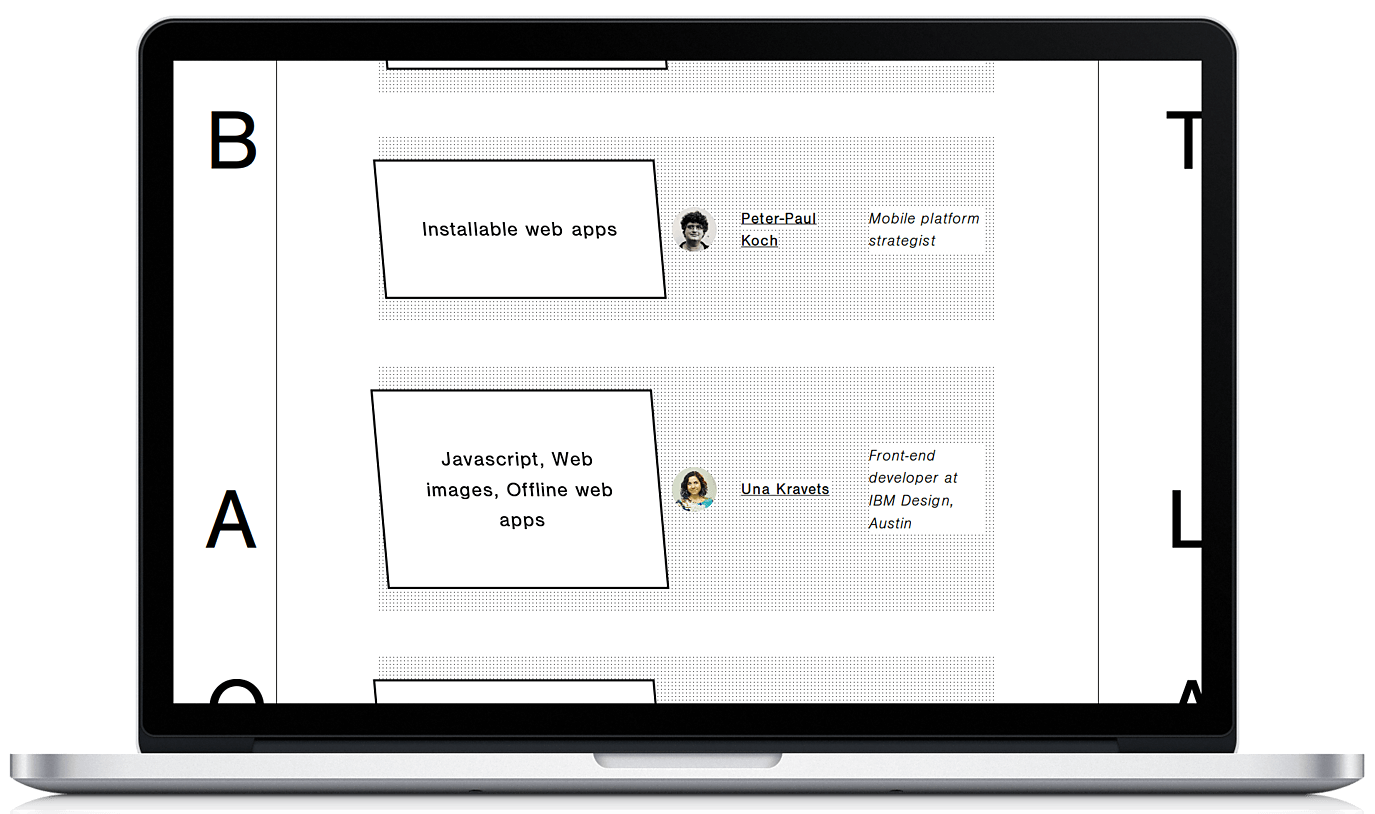 B
T
Installable web apps
Peter-Paul
Koch
Mobile platform
strategist
Javascript, Web
images, Offline web
apps
Una Kravets
Front-end
developer at
IBM Design,
Austin
A
L
A